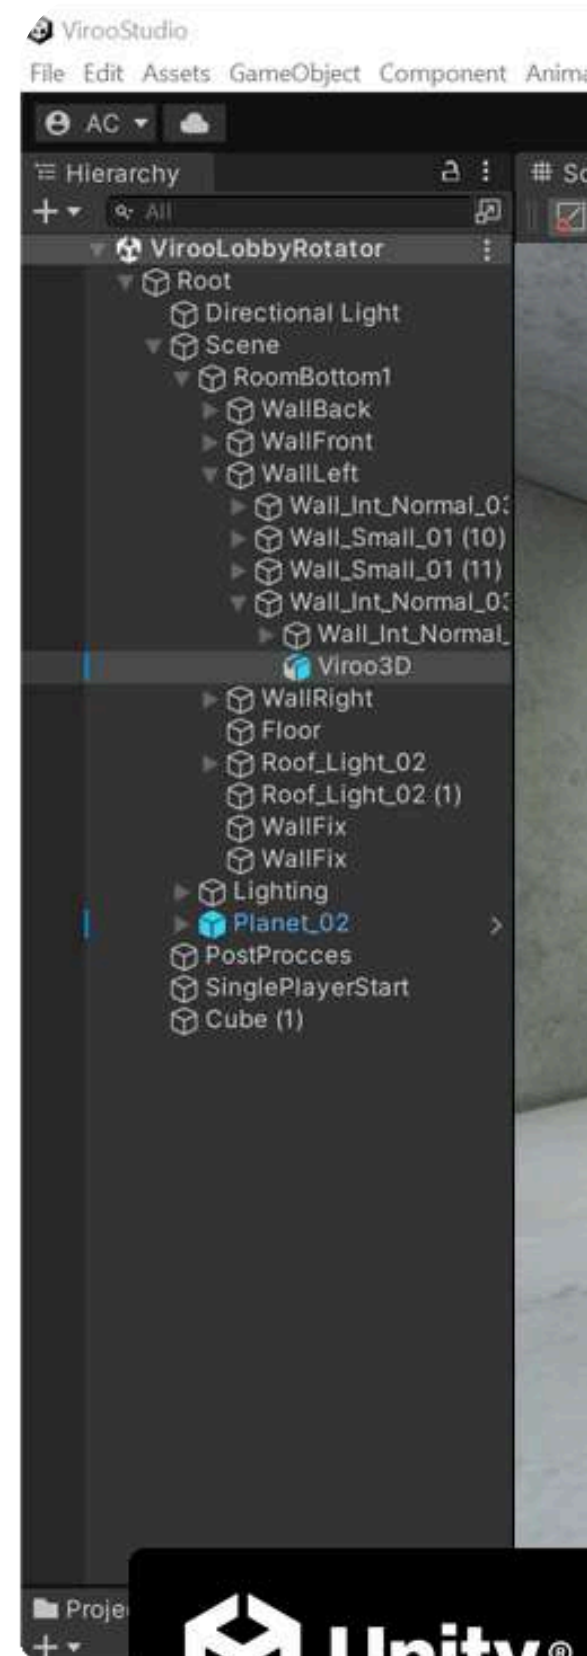 VirooStudio
File Edit Assets GameObject Component Anima
AC
Hierarchy
All
VirooLobbyRotator
Root
Directional Light
Scene
RoomBottom1
WallBack
WallFront
WallLeft
Wall_Int_Normal_03
Wall_Small_01 (10)
Wall_Small_01 (11)
Wall_Int_Normal_03
Wall_Int_Normal_
Viroo3D
WallRight
Floor
Roof_Light_02
Roof_Light_02 (1)
WallFix
WallFix
Lighting
Planet_02
PostProcces
SinglePlayerStart
Cube (1)
Proje
Unity®